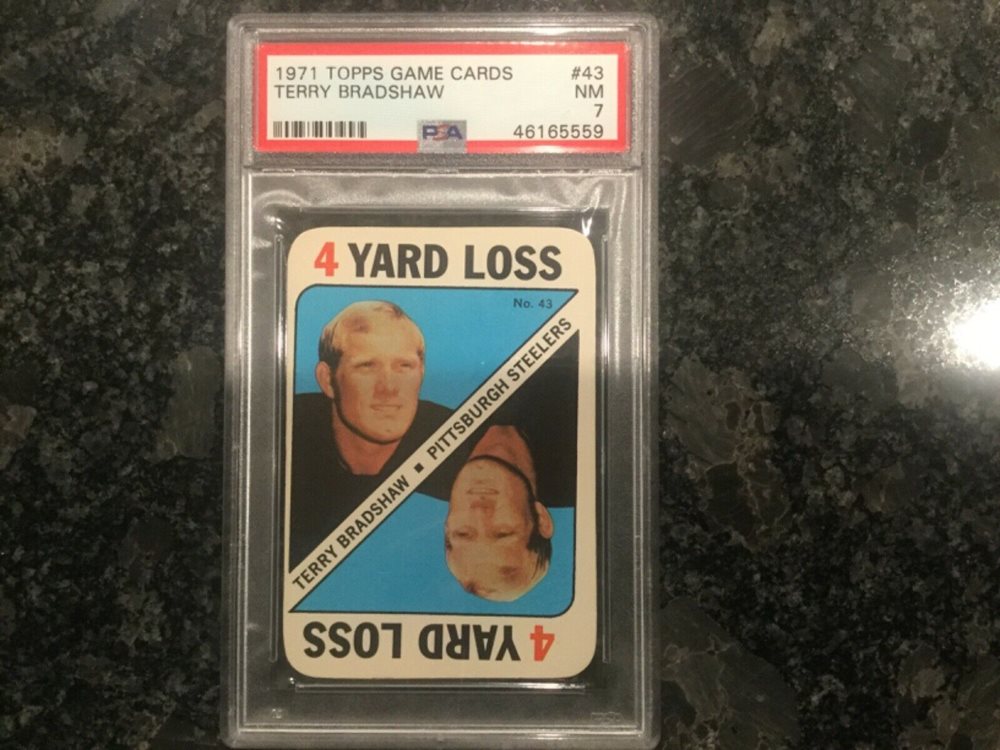 1971 TOPPS GAME CARDS #43
TERRY BRADSHAW NM
7
PSA 46165559
4 YARD LOSS
No. 43
TERRY BRADSHAW ▪ PITTSBURGH STEELERS
4 YARD LOSS